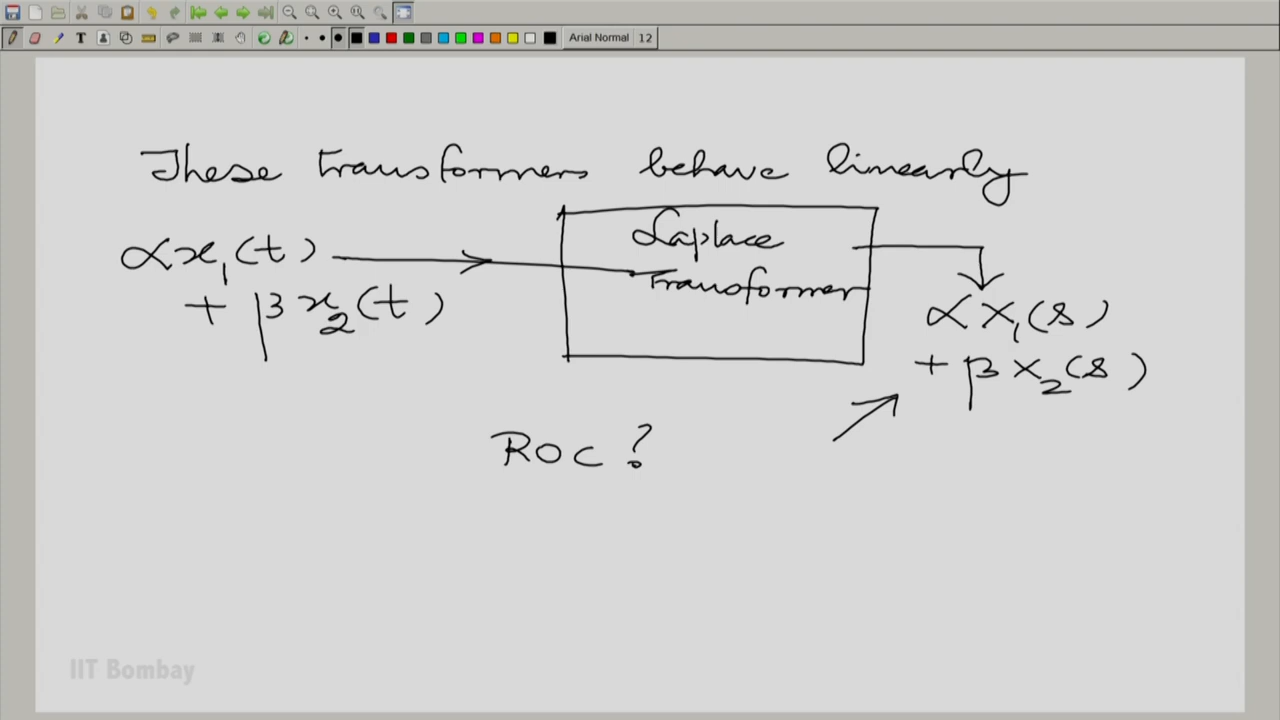 Arial Normal 12
These transformers behave linearly
αx₁(t)
+ βx₂(t)
Laplace
Transformer
αX₁(s)
+ βX₂(s)
ROC?
IIT Bombay